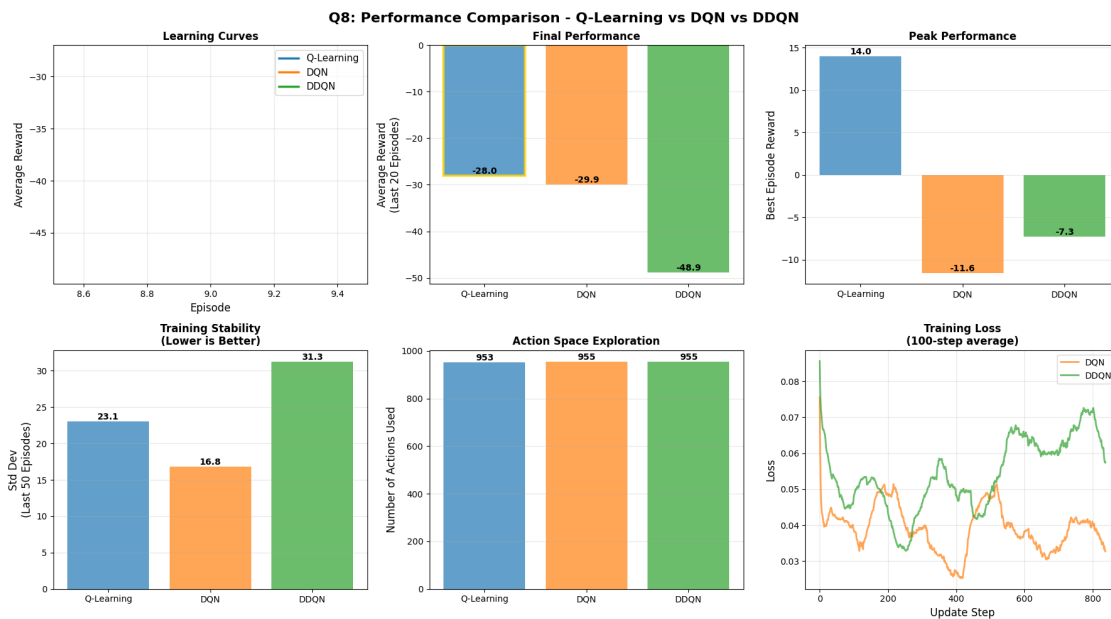 Q8: Performance Comparison - Q-Learning vs DQN vs DDQN
Learning Curves
Average Reward
−30
−35
−40
−45
8.6
8.8
9.0
9.2
9.4
Episode
Q-Learning
DQN
DDQN
Final Performance
Average Reward
(Last 20 Episodes)
0
−10
−20
−30
−40
−50
-28.0
-29.9
-48.9
Q-Learning
DQN
DDQN
Peak Performance
Best Episode Reward
15
10
5
0
−5
−10
14.0
-11.6
-7.3
Q-Learning
DQN
DDQN
Training Stability
(Lower is Better)
Std Dev
(Last 50 Episodes)
30
25
20
15
10
5
0
23.1
16.8
31.3
Q-Learning
DQN
DDQN
Action Space Exploration
Number of Actions Used
1000
800
600
400
200
0
953
955
955
Q-Learning
DQN
DDQN
Training Loss
(100-step average)
Loss
0.08
0.07
0.06
0.05
0.04
0.03
0
200
400
600
800
Update Step
DQN
DDQN